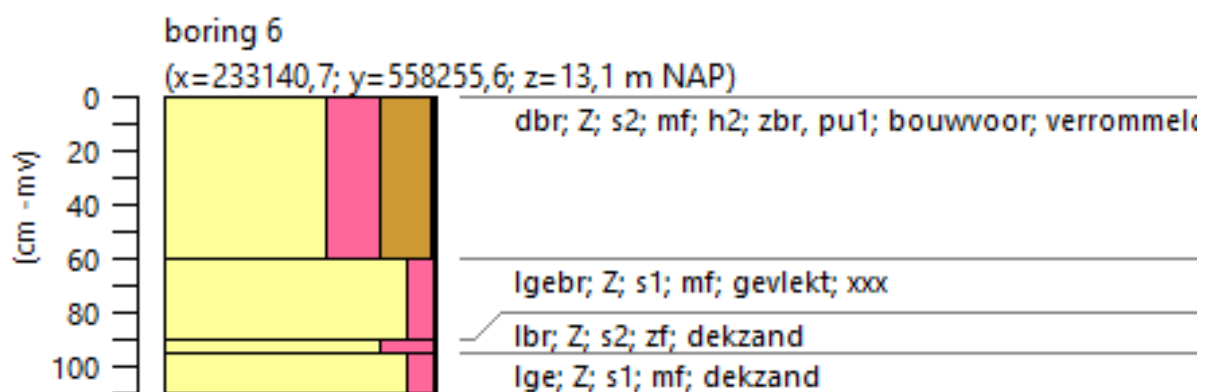 boring 6
(x=233140,7; y=558255,6; z=13,1 m NAP)
0
dbr; Z; s2; mf; h2; zbr, pu1; bouwvoor;
20
(cm -mv)
40
60
lgebr; Z; s1; mf; gevlekt; xxx
80
lbr; Z; s2; zf; dekzand
100
lge; Z; s1; mf; dekzand